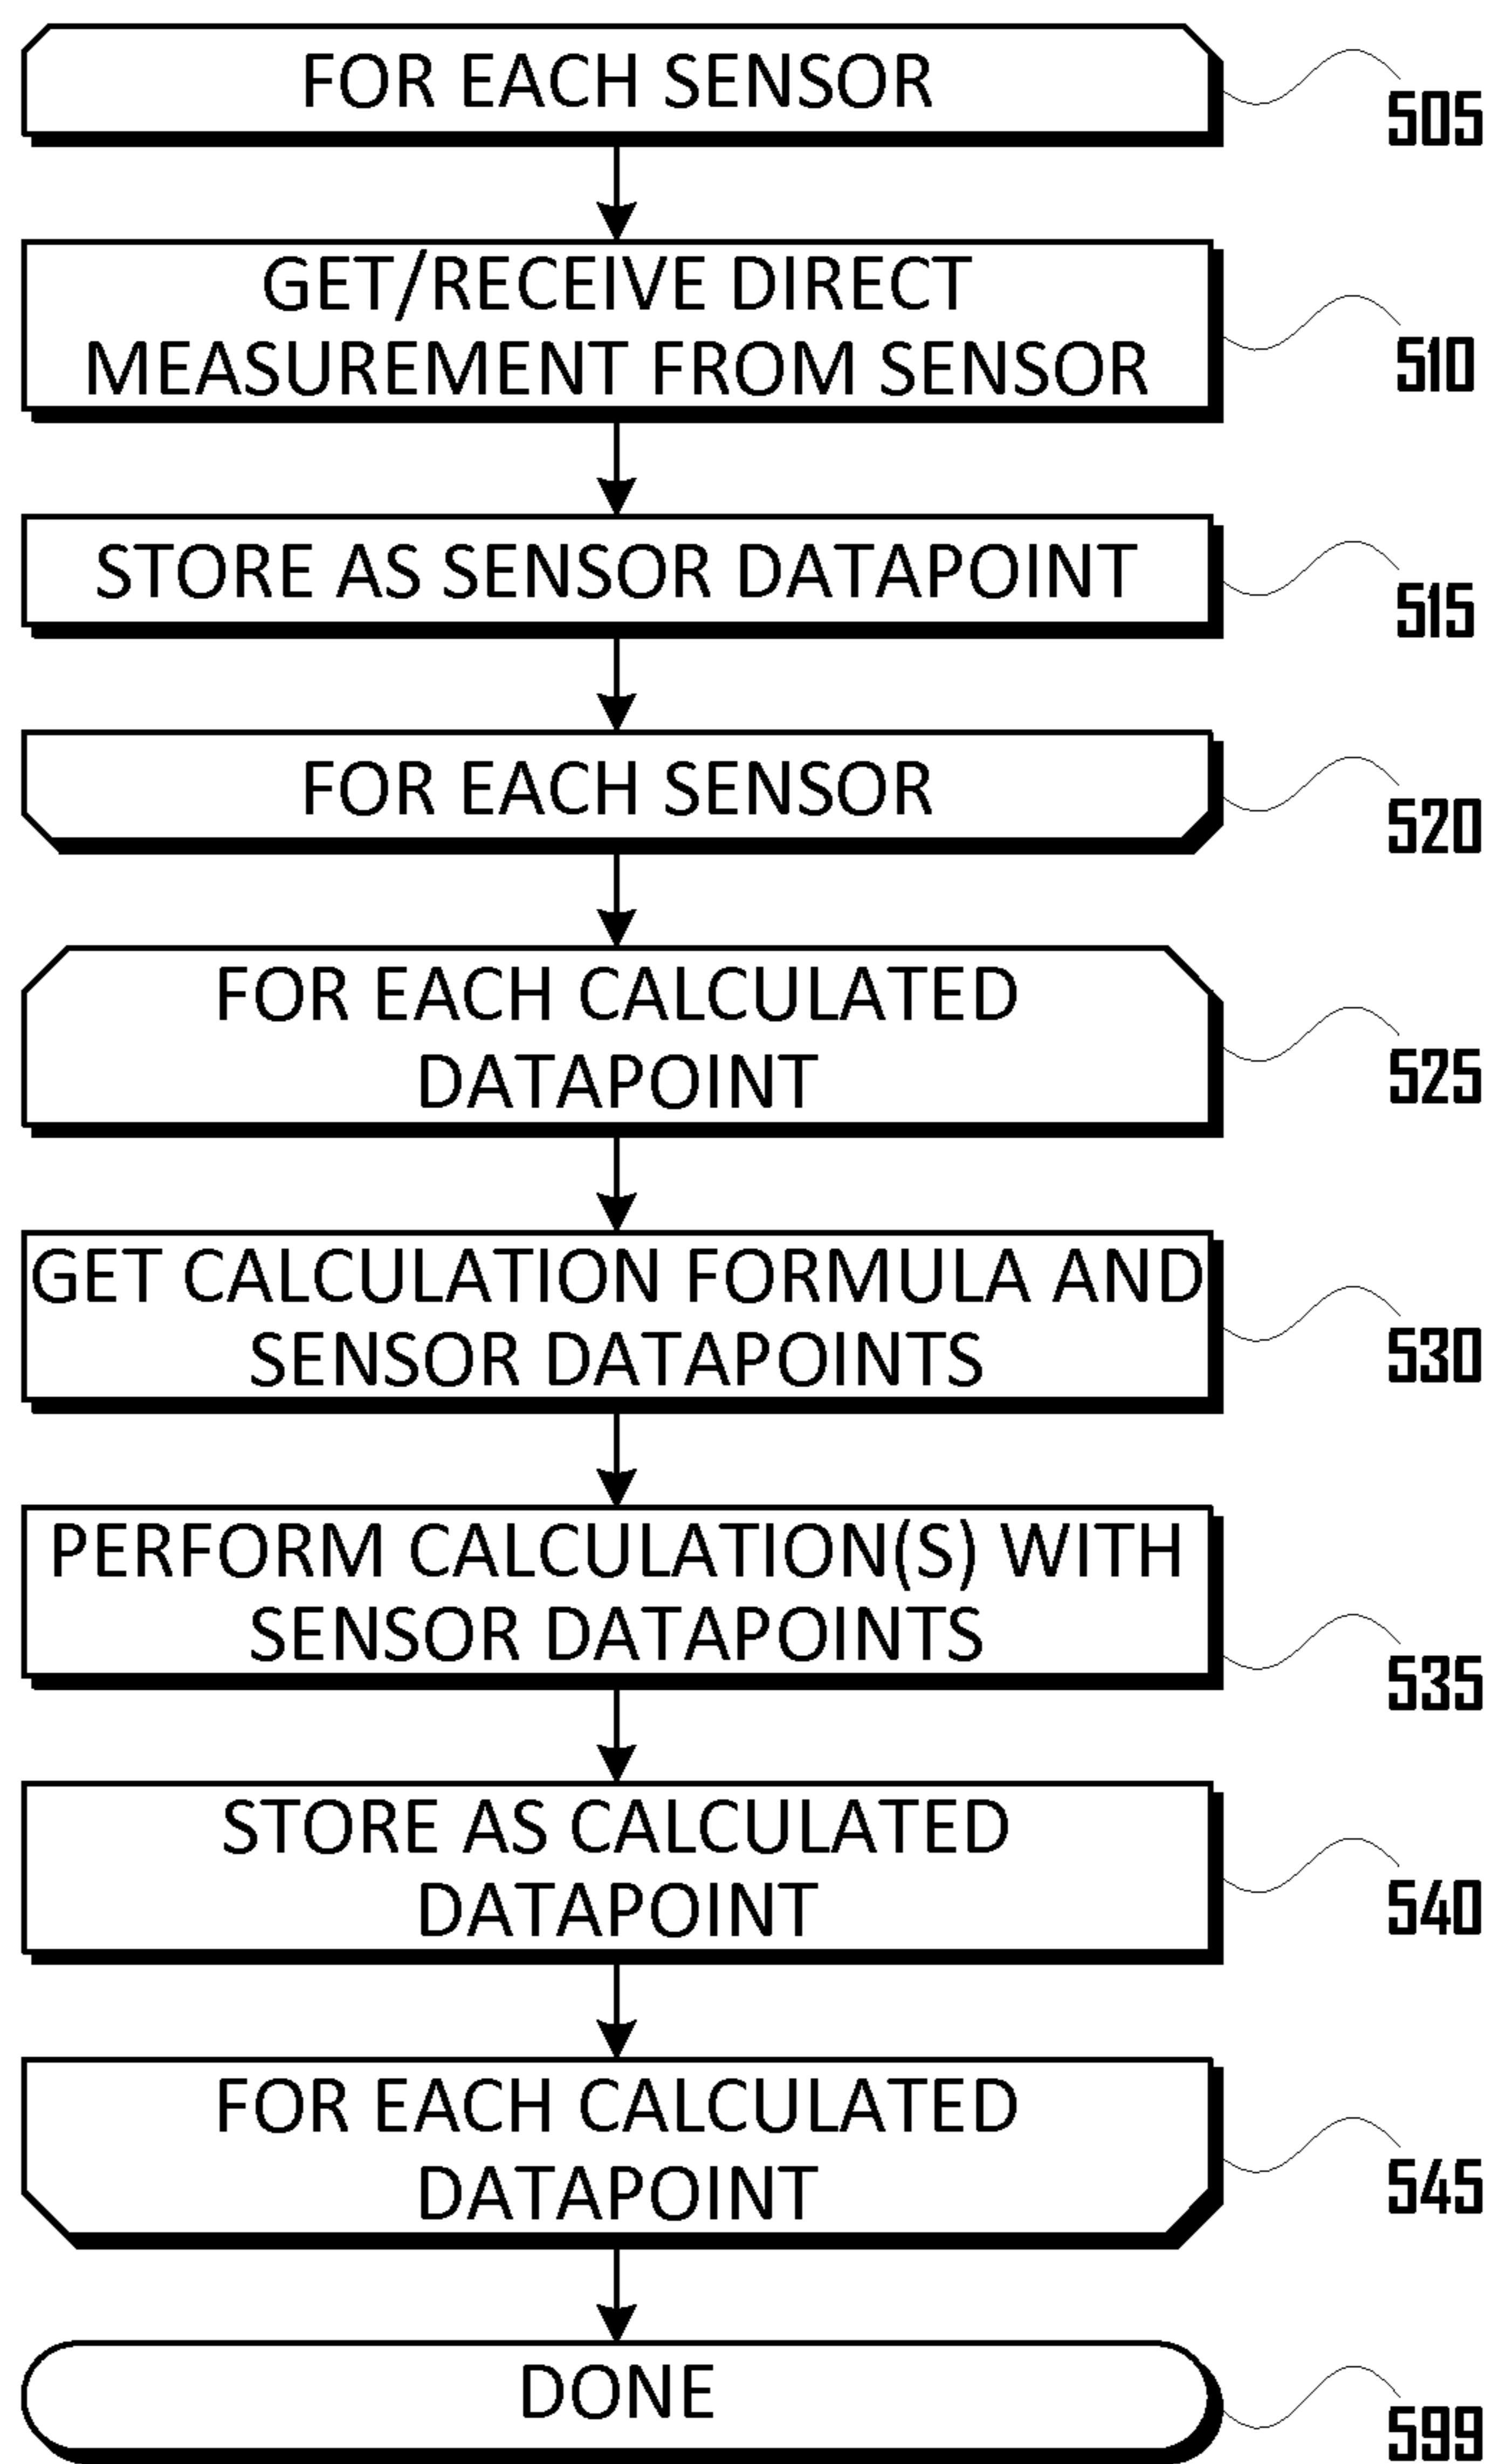 FOR EACH SENSOR
505
GET/RECEIVE DIRECT
MEASUREMENT FROM SENSOR
510
STORE AS SENSOR DATAPOINT
515
FOR EACH SENSOR
520
FOR EACH CALCULATED
DATAPOINT
525
GET CALCULATION FORMULA AND
SENSOR DATAPOINTS
530
PERFORM CALCULATION(S) WITH
SENSOR DATAPOINTS
535
STORE AS CALCULATED
DATAPOINT
540
FOR EACH CALCULATED
DATAPOINT
545
DONE
599